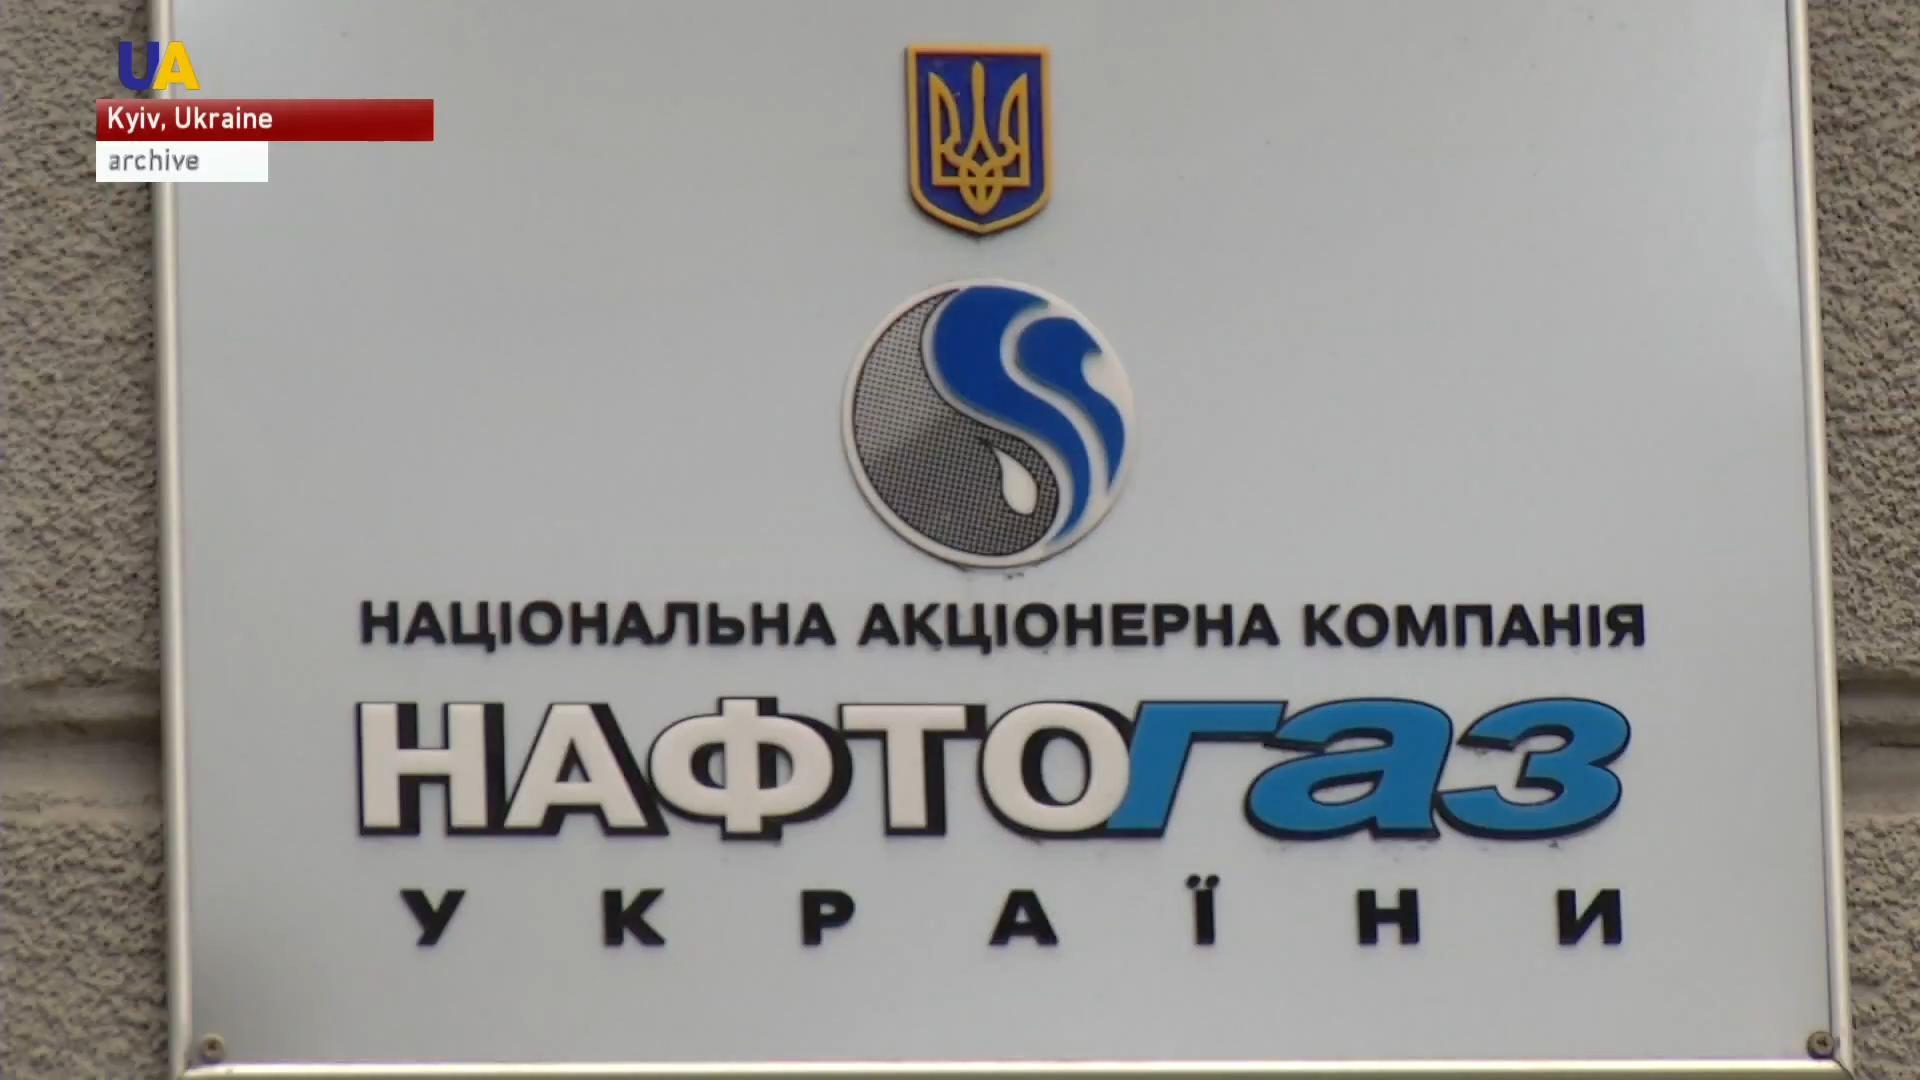 UA
Kyiv, Ukraine
archive
НАЦІОНАЛЬНА АКЦІОНЕРНА КОМПАНІЯ
НАФТОгаз
УКРАЇНИ